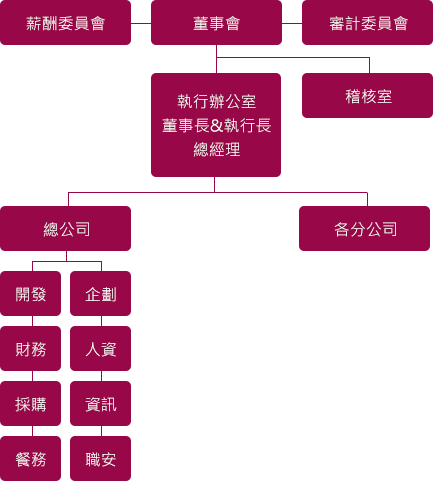 薪酬委員會
董事會
審計委員會
稽核室
執行辦公室
董事長&執行長
總經理
總公司
各分公司
開發
企劃
財務
人資
採購
資訊
餐務
職安